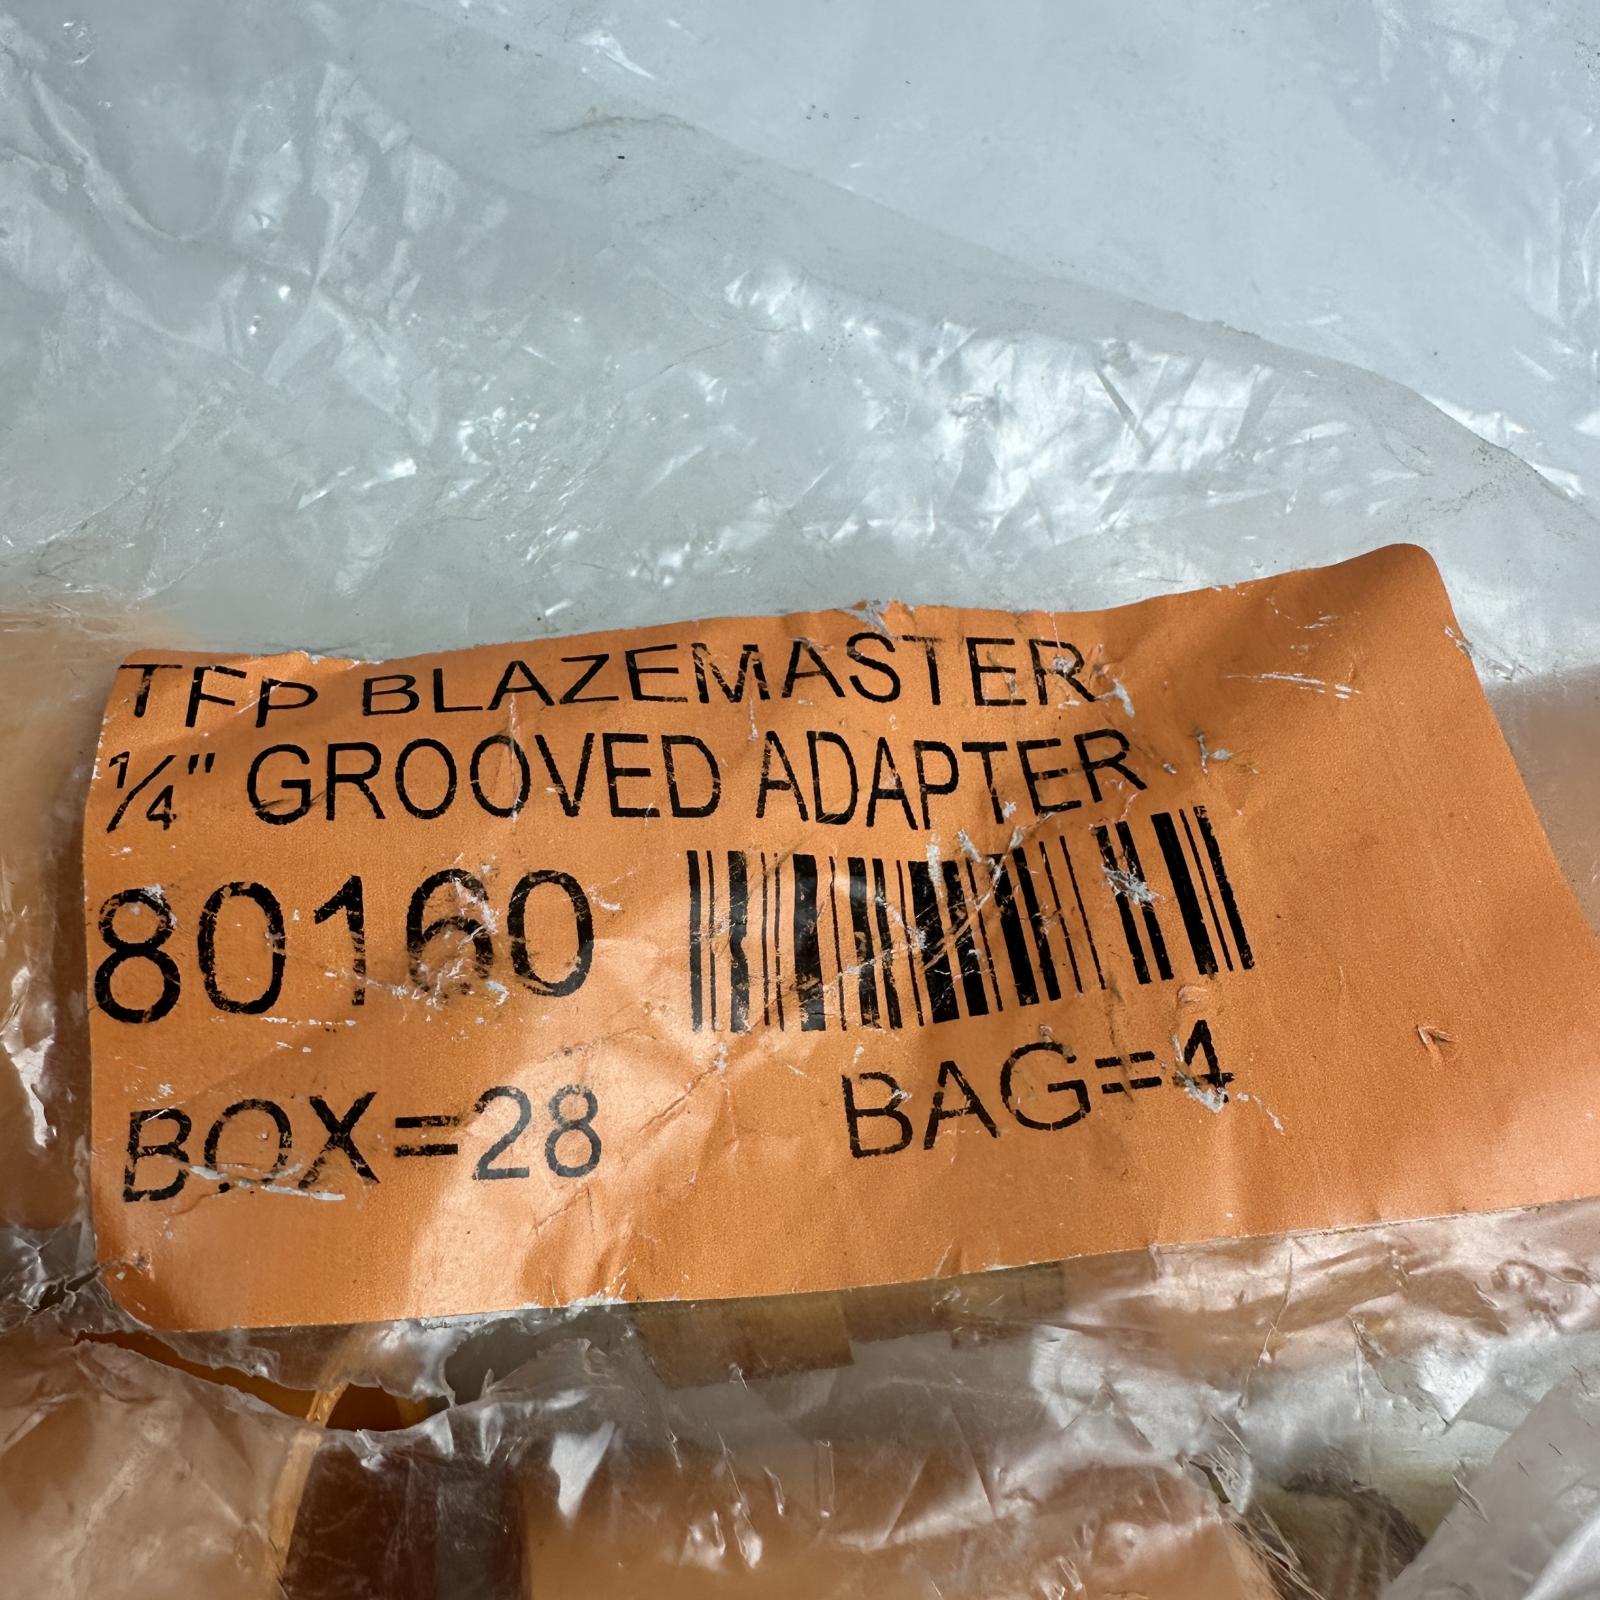 TFP BLAZEMASTER
¼" GROOVED ADAPTER
80160
BOX=28 BAG=4